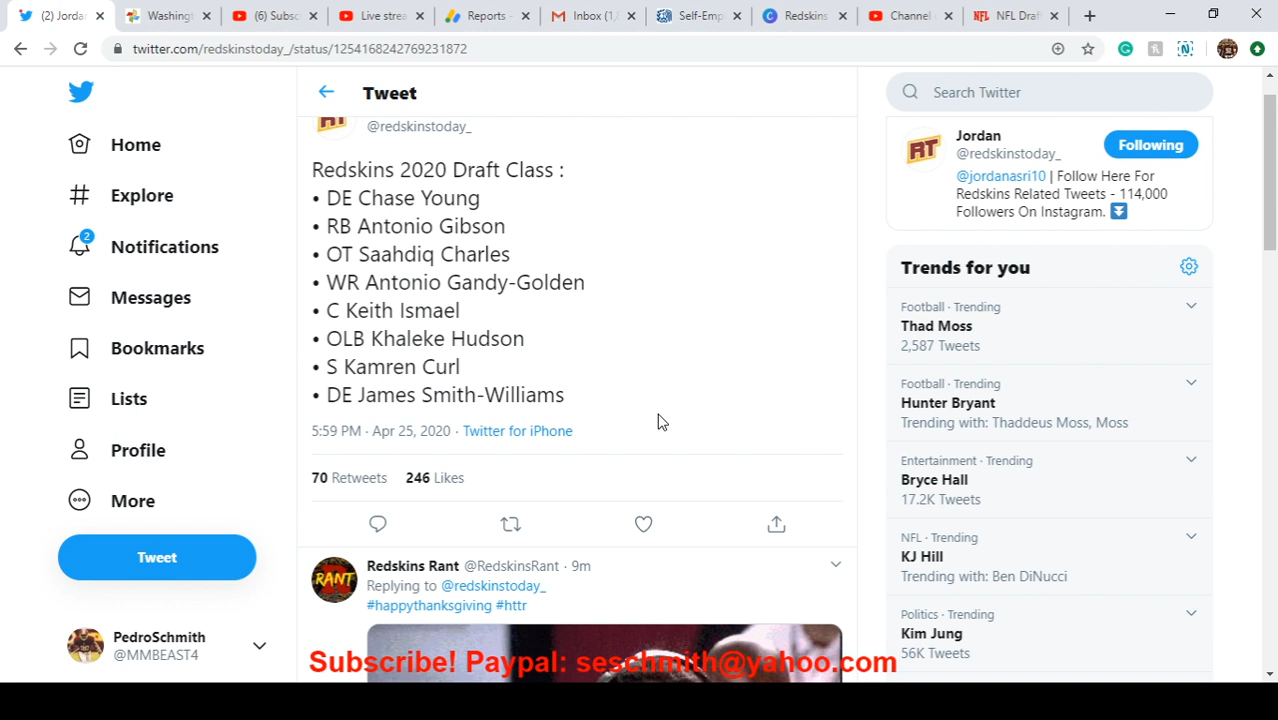 (2) Jordar
Washingt
(6) Subsc
Live strea
Reports -
Inbox (1,
Self-Emp
Redskins
Channel
NFL Draf
twitter.com/redskinstoday_/status/1254168242769231872
Home
Explore
2
Notifications
Messages
Bookmarks
Lists
Profile
More
Tweet
PedroSchmith
@MMBEAST4
Tweet
RT
@redskinstoday_
Redskins 2020 Draft Class :
• DE Chase Young
• RB Antonio Gibson
• OT Saahdiq Charles
• WR Antonio Gandy-Golden
• C Keith Ismael
• OLB Khaleke Hudson
• S Kamren Curl
• DE James Smith-Williams
5:59 PM · Apr 25, 2020 · Twitter for iPhone
70 Retweets 246 Likes
RANT
Redskins Rant @RedskinsRant · 9m
Replying to @redskinstoday_
#happythanksgiving #httr
Subscribe! Paypal: seschmith@yahoo.com
Search Twitter
RT
Jordan
@redskinstoday_
Following
@jordanasri10 | Follow Here For
Redskins Related Tweets - 114,000
Followers On Instagram.
Trends for you
Football · Trending
Thad Moss
2,587 Tweets
Football · Trending
Hunter Bryant
Trending with: Thaddeus Moss, Moss
Entertainment · Trending
Bryce Hall
17.2K Tweets
NFL · Trending
KJ Hill
Trending with: Ben DiNucci
Politics · Trending
Kim Jung
56K Tweets